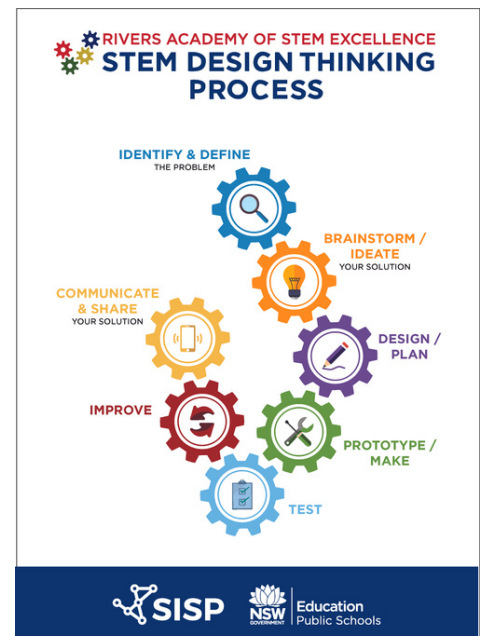 RIVERS ACADEMY OF STEM EXCELLENCE
STEM DESIGN THINKING
PROCESS
IDENTIFY & DEFINE
THE PROBLEM
BRAINSTORM /
IDEATE
YOUR SOLUTION
COMMUNICATE
& SHARE
YOUR SOLUTION
DESIGN /
PLAN
IMPROVE
PROTOTYPE /
MAKE
TEST
SISP
NSW
GOVERNMENT
Education
Public Schools